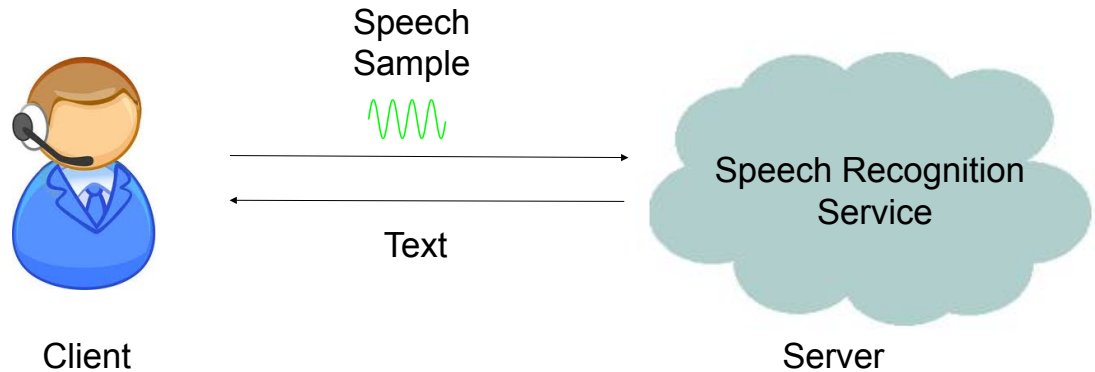 Speech
Sample
Speech Recognition
Service
Text
Client
Server